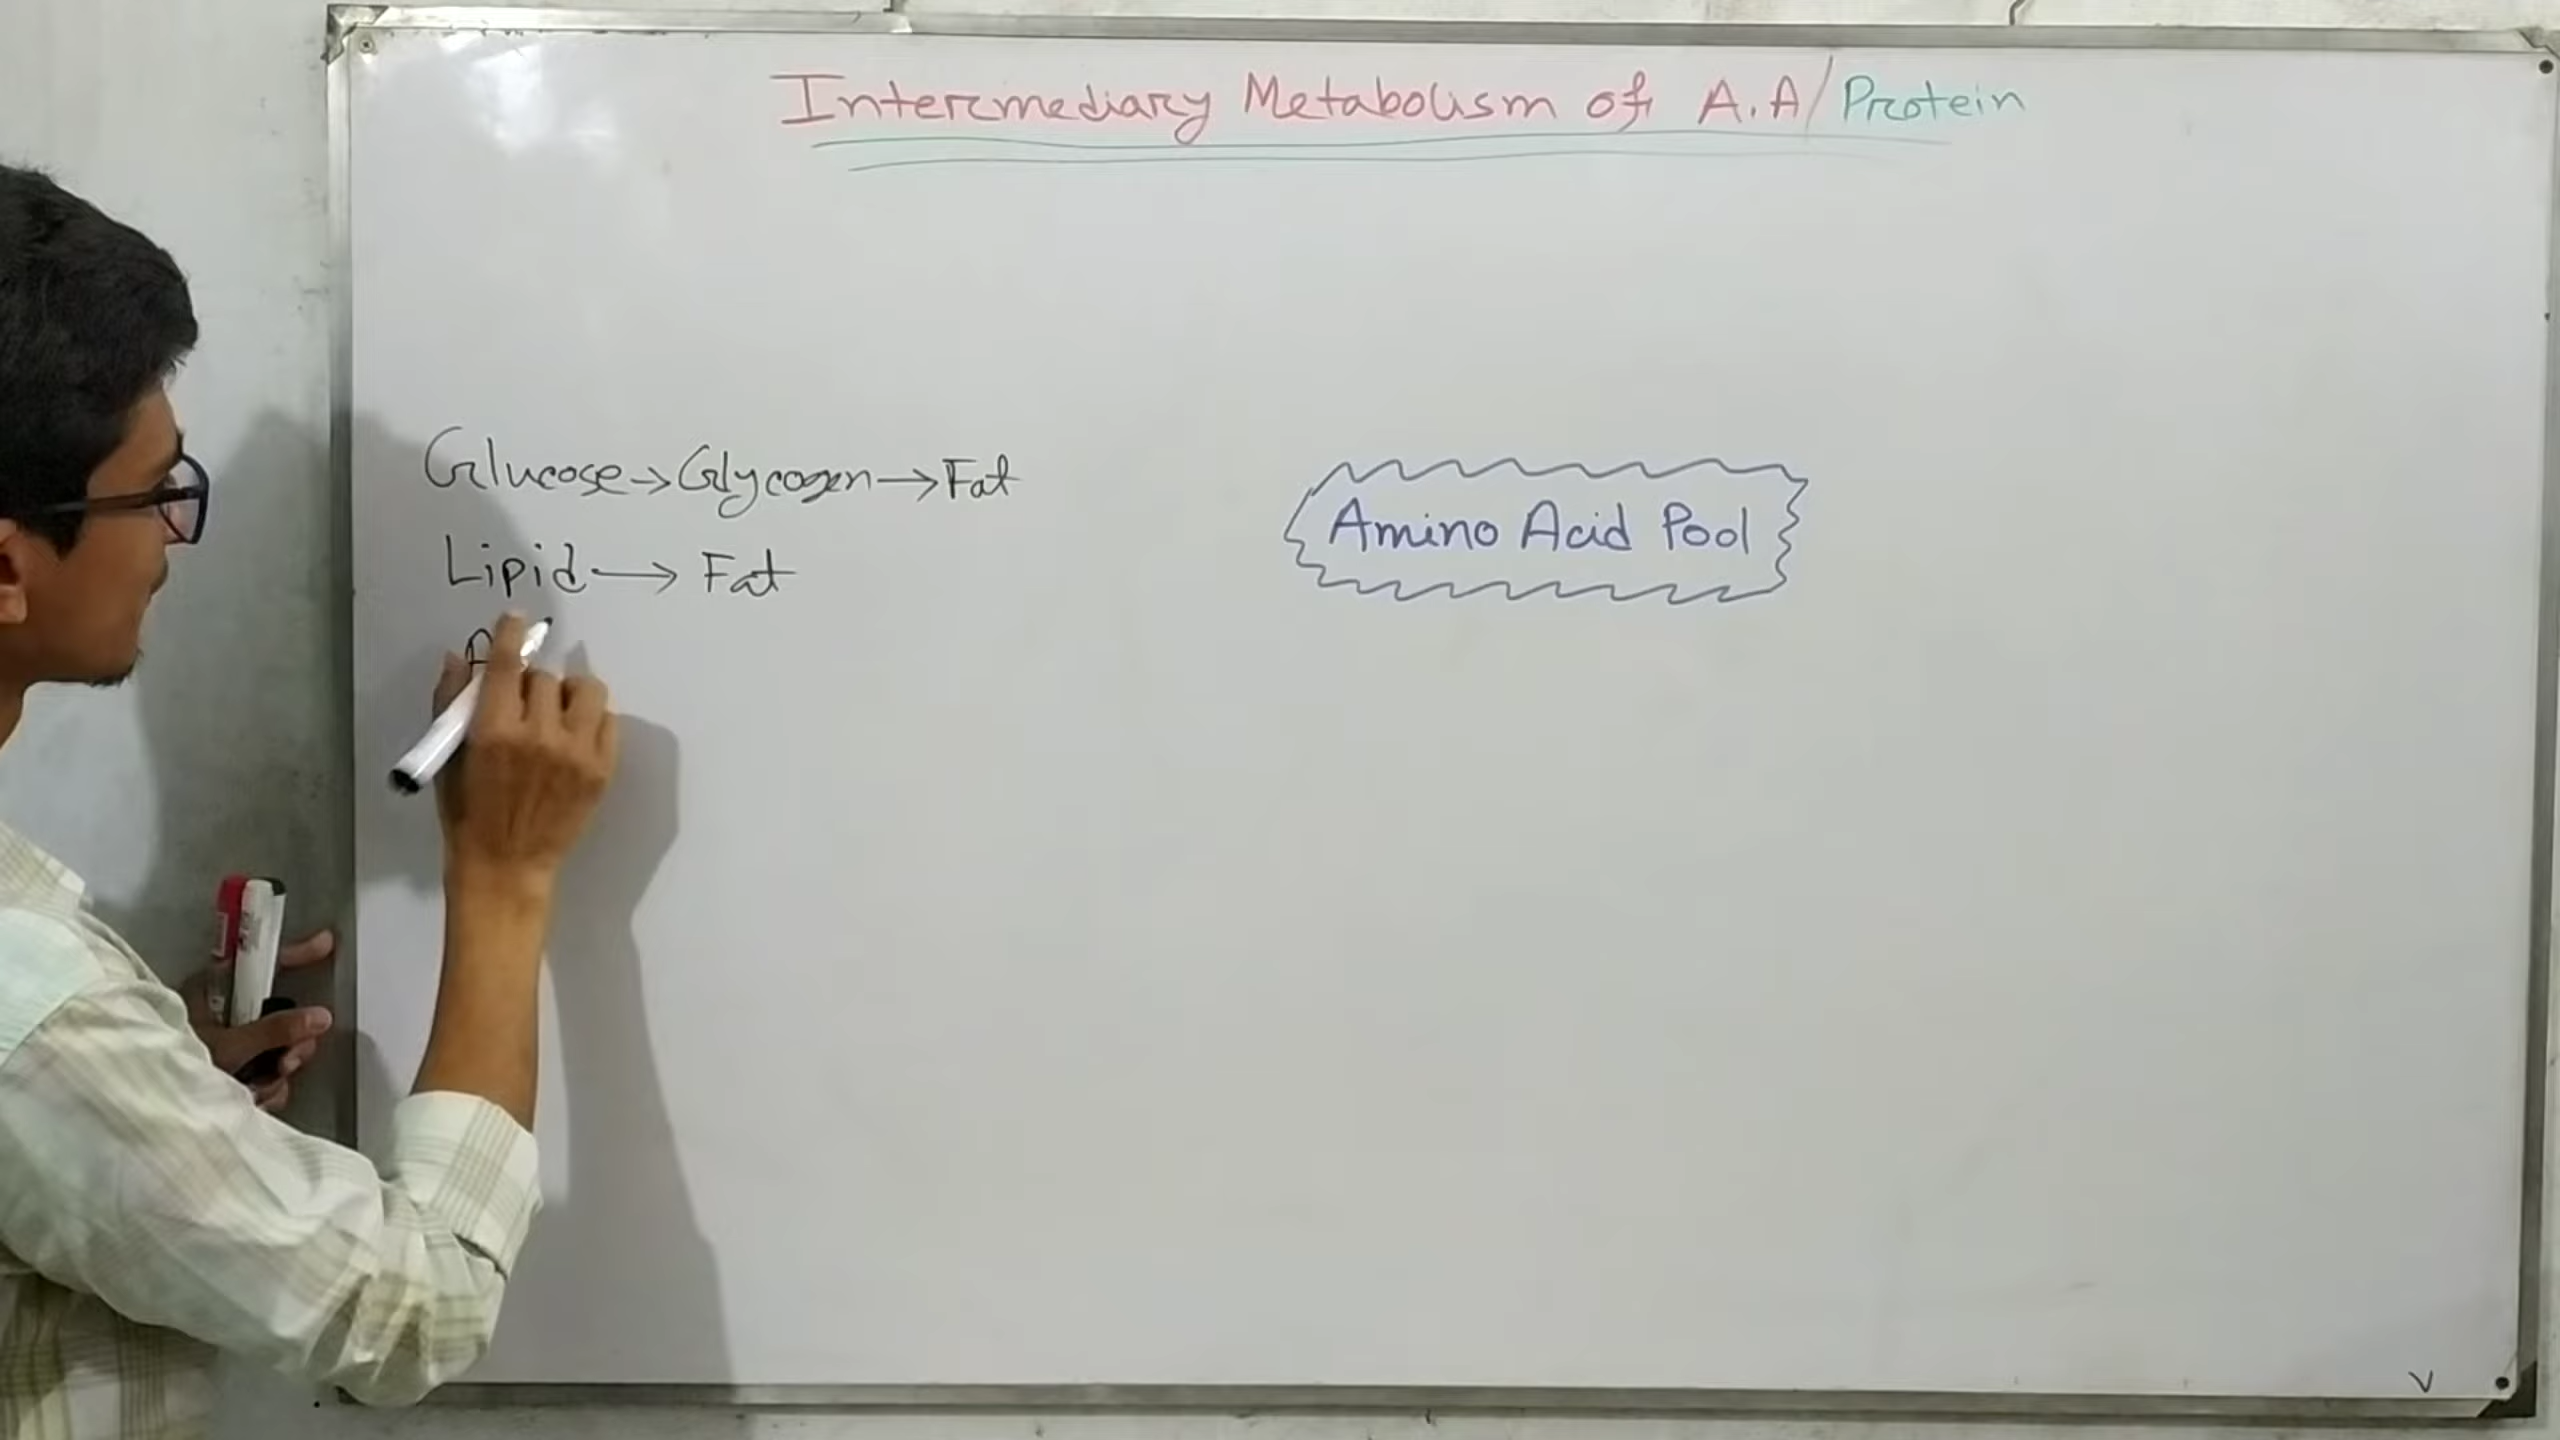 Intermediary Metabolism of A.A/Protein
Glucose → Glycogen → Fat
Lipid → Fat
A
Amino Acid Pool
V